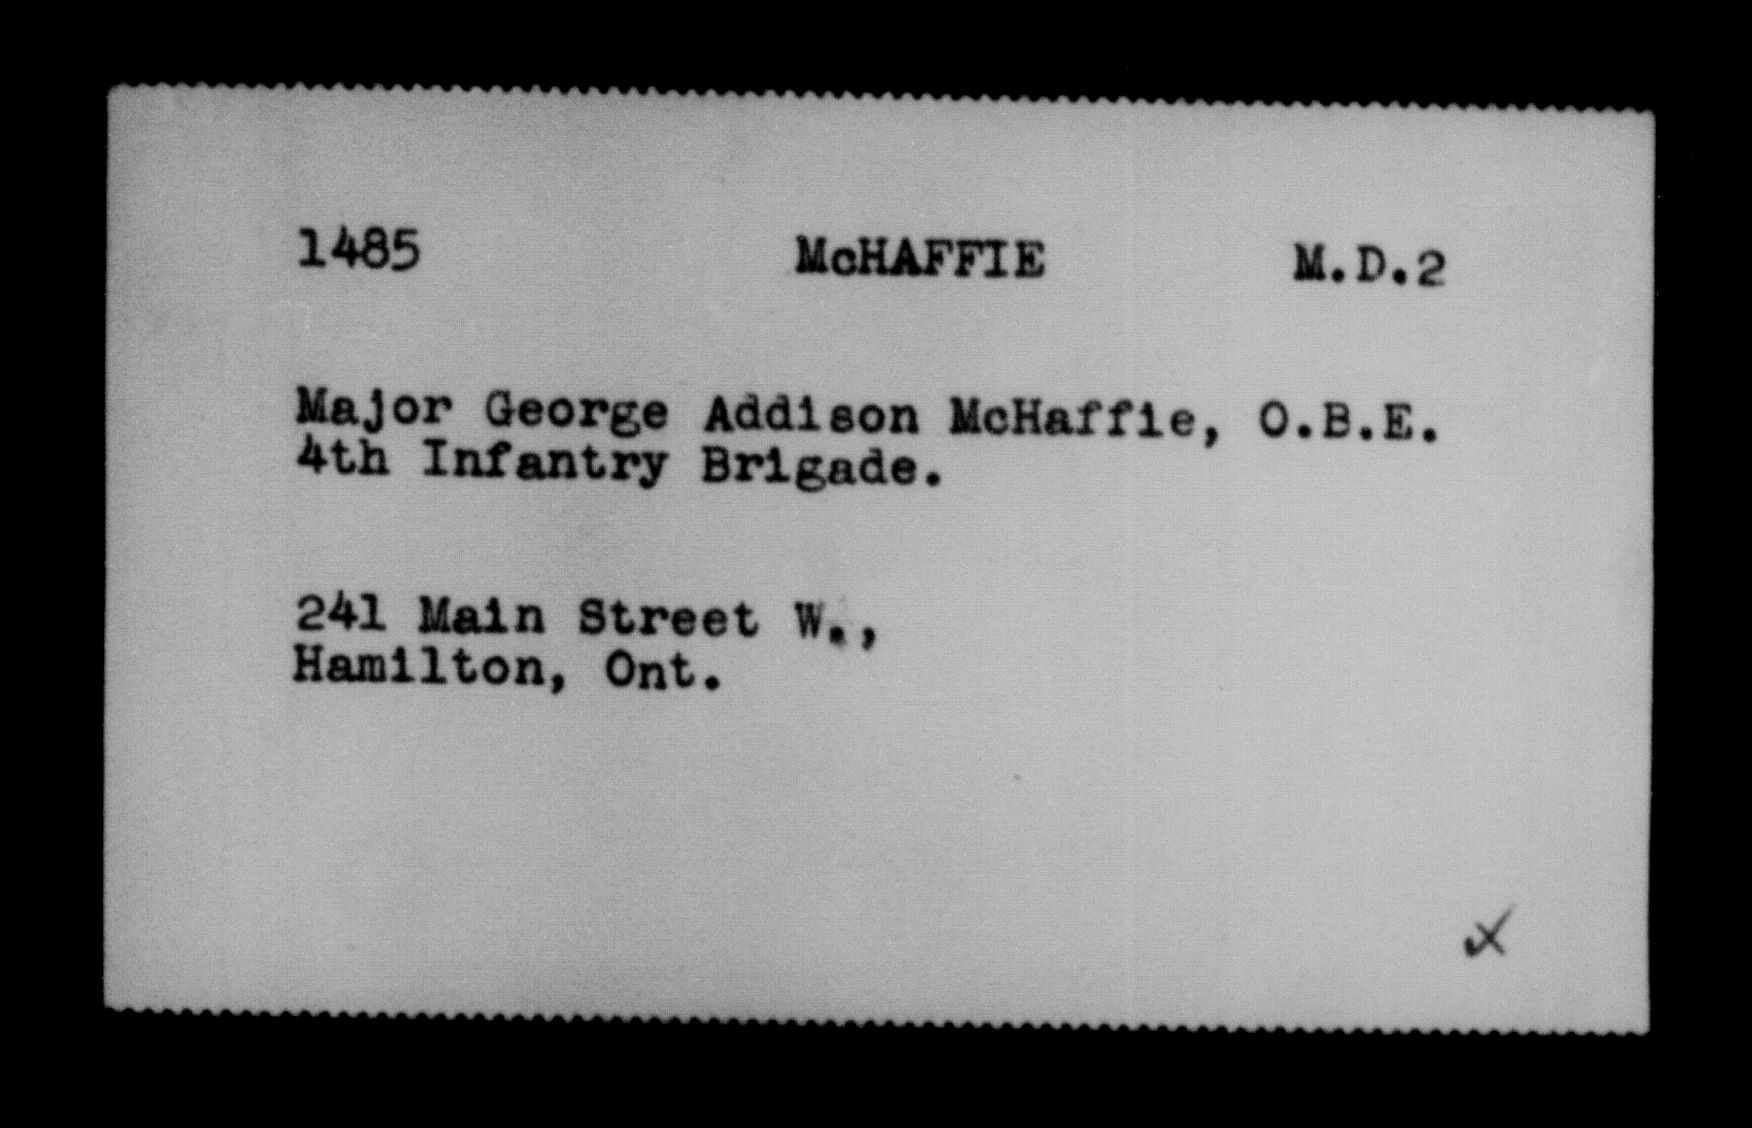 1485 McHAFFIE M.D.2
Major George Addison McHaffie, O.B.E.
4th Infantry Brigade.
241 Main Street W.,
Hamilton, Ont.